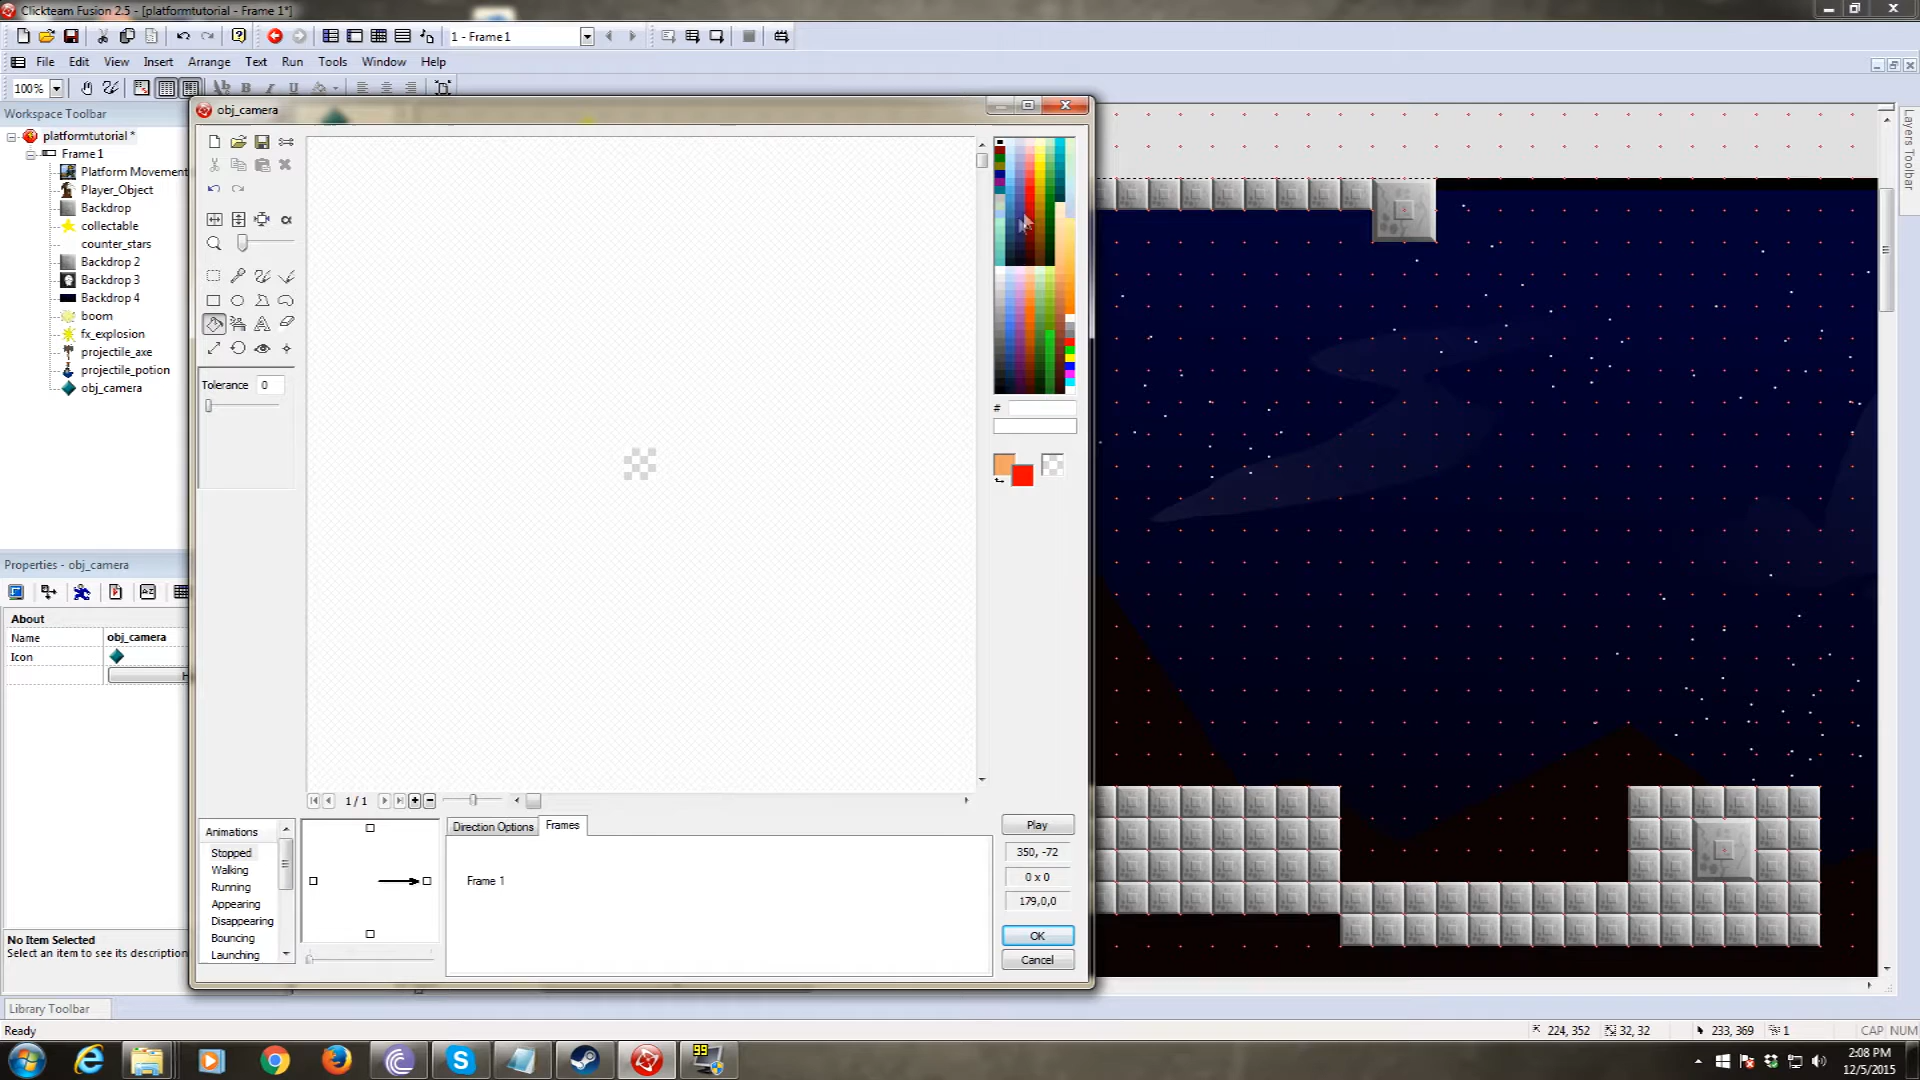 Clickteam Fusion 2.5 - [platformtutorial - Frame 1*]
1 - Frame 1
File Edit View Insert Arrange Text Run Tools Window Help
100%
Workspace Toolbar
platformtutorial *
Frame 1
Platform Movement
Player_Object
Backdrop
collectable
counter_stars
Backdrop 2
Backdrop 3
Backdrop 4
boom
fx_explosion
projectile_axe
projectile_potion
obj_camera
Properties - obj_camera
About
Name obj_camera
Icon
No Item Selected
Select an item to see its description
Library Toolbar
Ready
obj_camera
Tolerance 0
#
1 / 1
Animations
Stopped
Walking
Running
Appearing
Disappearing
Bouncing
Launching
Direction Options Frames
Frame 1
Play
350, -72
0 x 0
179,0,0
OK
Cancel
Layers Toolbar
224, 352 32, 32 233, 369 1 CAP NUM
99
2:08 PM
12/5/2015